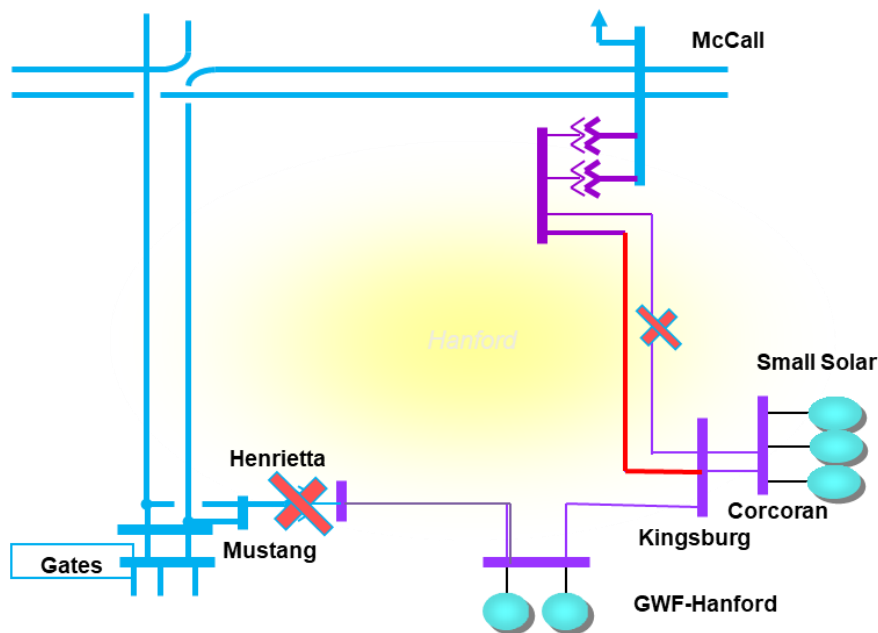 McCall
Hanford
Small Solar
Henrietta
Corcoran
Kingsburg
Mustang
Gates
GWF-Hanford